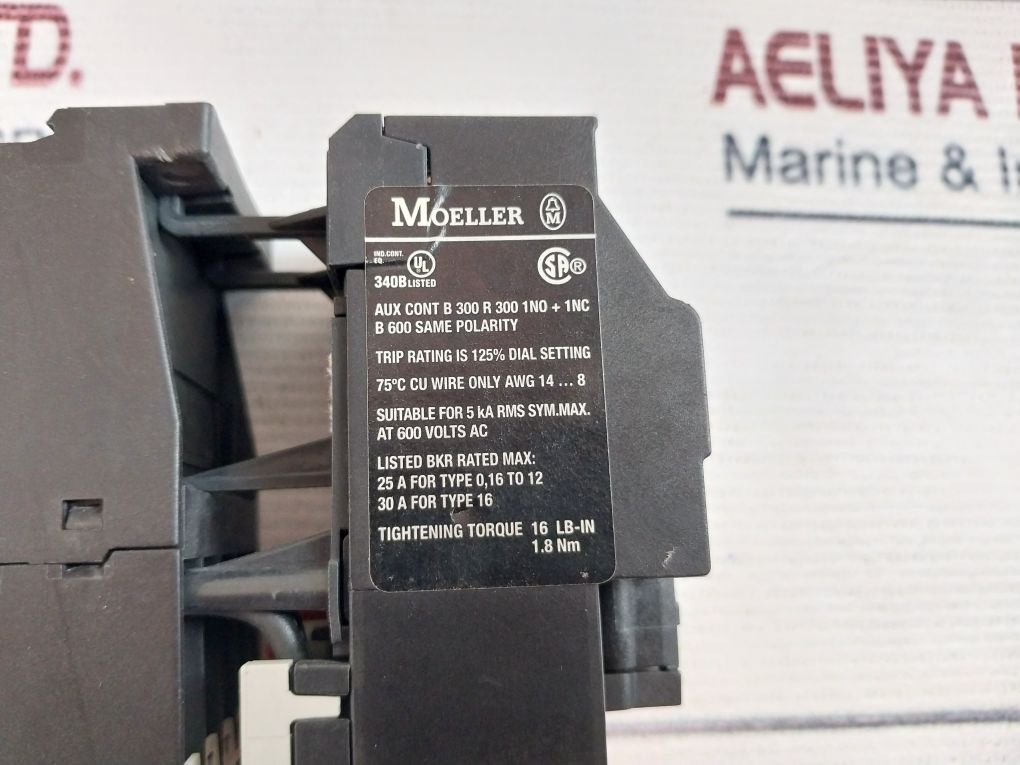 TD.
AELIYA
Marine & I
MOELLER
M
IND.CONT.
EQ.
UL
340B LISTED
SA ®
AUX CONT B 300 R 300 1NO + 1NC
B 600 SAME POLARITY
TRIP RATING IS 125% DIAL SETTING
75°C CU WIRE ONLY AWG 14 ... 8
SUITABLE FOR 5 kA RMS SYM.MAX.
AT 600 VOLTS AC
LISTED BKR RATED MAX:
25 A FOR TYPE 0,16 TO 12
30 A FOR TYPE 16
TIGHTENING TORQUE 16 LB-IN
1.8 Nm